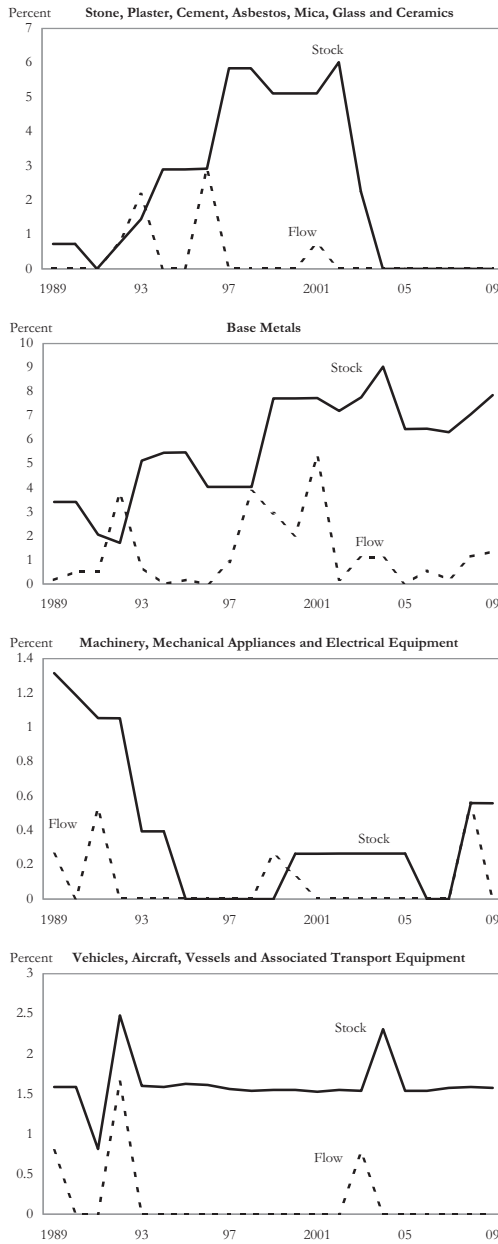 Percent Stone, Plaster, Cement, Asbestos, Mica, Glass and Ceramics
7
6
5
4
3
2
1
0
Stock
Flow
1989 93 97 2001 05 09
Percent Base Metals
10
9
8
7
6
5
4
3
2
1
0
Stock
Flow
1989 93 97 2001 05 09
Percent Machinery, Mechanical Appliances and Electrical Equipment
1.4
1.2
1
0.8
0.6
0.4
0.2
0
Flow
Stock
1989 93 97 2001 05 09
Percent Vehicles, Aircraft, Vessels and Associated Transport Equipment
3
2.5
2
1.5
1
0.5
0
Stock
Flow
1989 93 97 2001 05 09